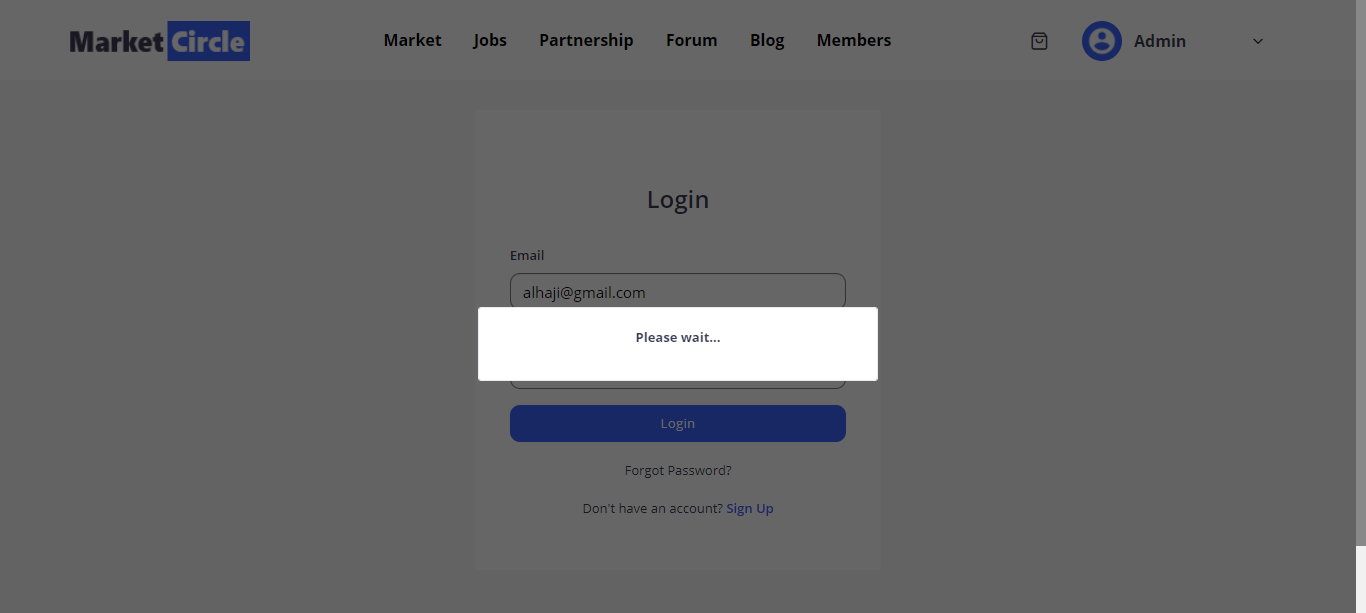 Market Circle
Market Jobs Partnership Forum Blog Members
Admin
Login
Email
alhaji@gmail.com
Please wait...
Login
Forgot Password?
Don't have an account? Sign Up